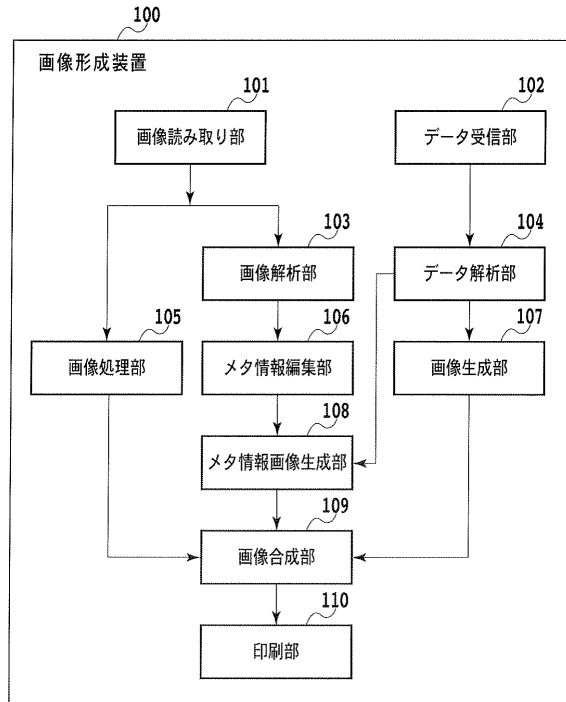 100
画像形成装置
101
画像読み取り部
102
データ受信部
103
画像解析部
104
データ解析部
105
画像処理部
106
メタ情報編集部
107
画像生成部
108
メタ情報画像生成部
109
画像合成部
110
印刷部